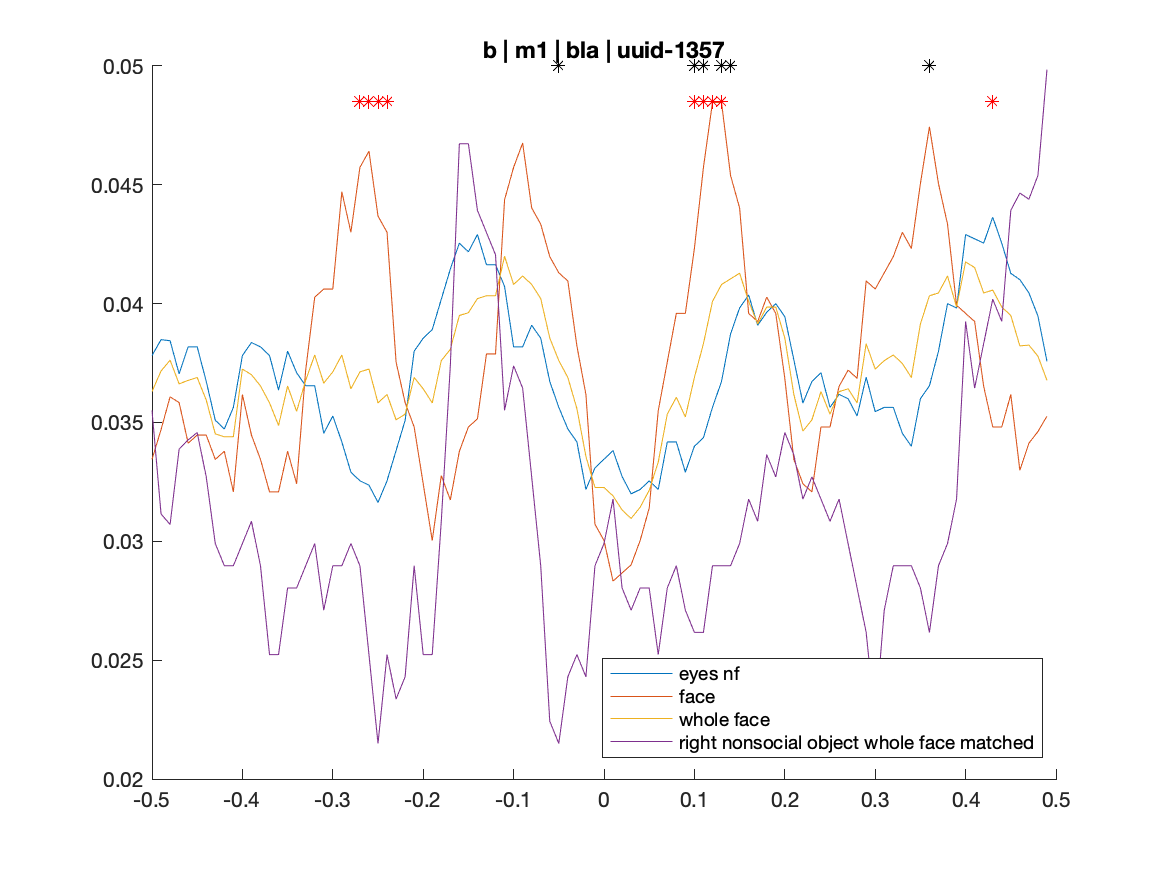 b | m1 | bla | uuid-1357
0.05
0.045
0.04
0.035
0.03
0.025
0.02
-0.5 -0.4 -0.3 -0.2 -0.1 0 0.1 0.2 0.3 0.4 0.5
eyes nf
face
whole face
right nonsocial object whole face matched